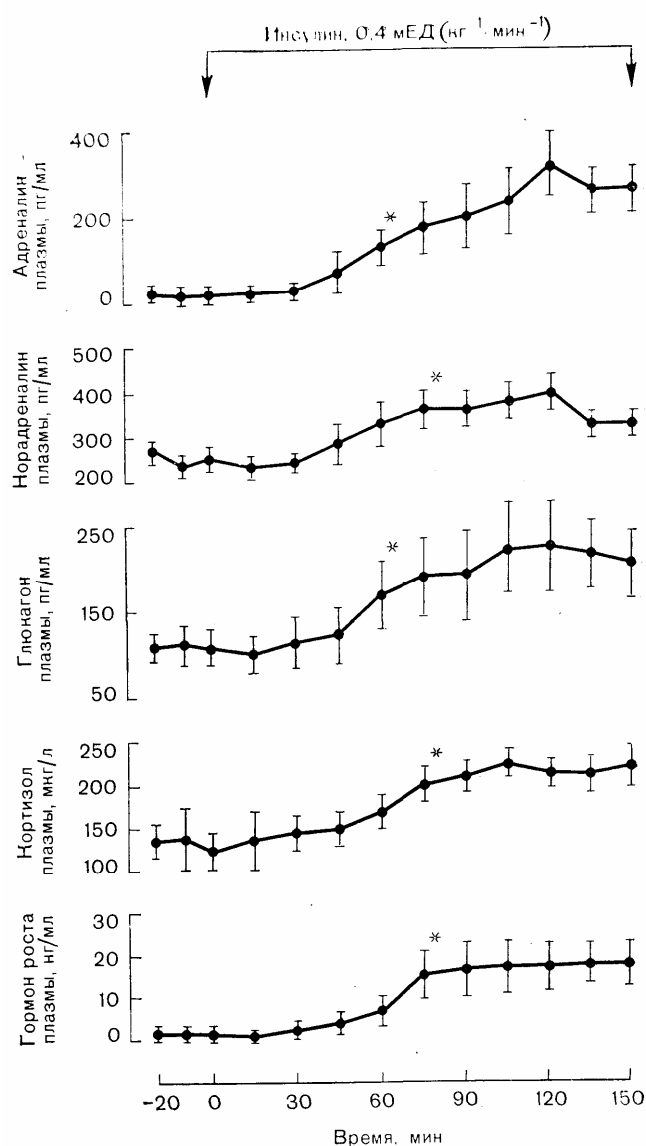 Инсулин, 0,4 мЕД (кг⁻¹·мин⁻¹)
Адреналин
плазмы, пг/мл
400
200
0
*
Норадреналин
плазмы, пг/мл
500
400
300
200
*
Глюкагон
плазмы, пг/мл
250
150
50
*
Кортизол
плазмы, мкг/л
250
200
150
100
*
Гормон роста
плазмы, нг/мл
30
20
10
0
*
-20 0 30 60 90 120 150
Время, мин